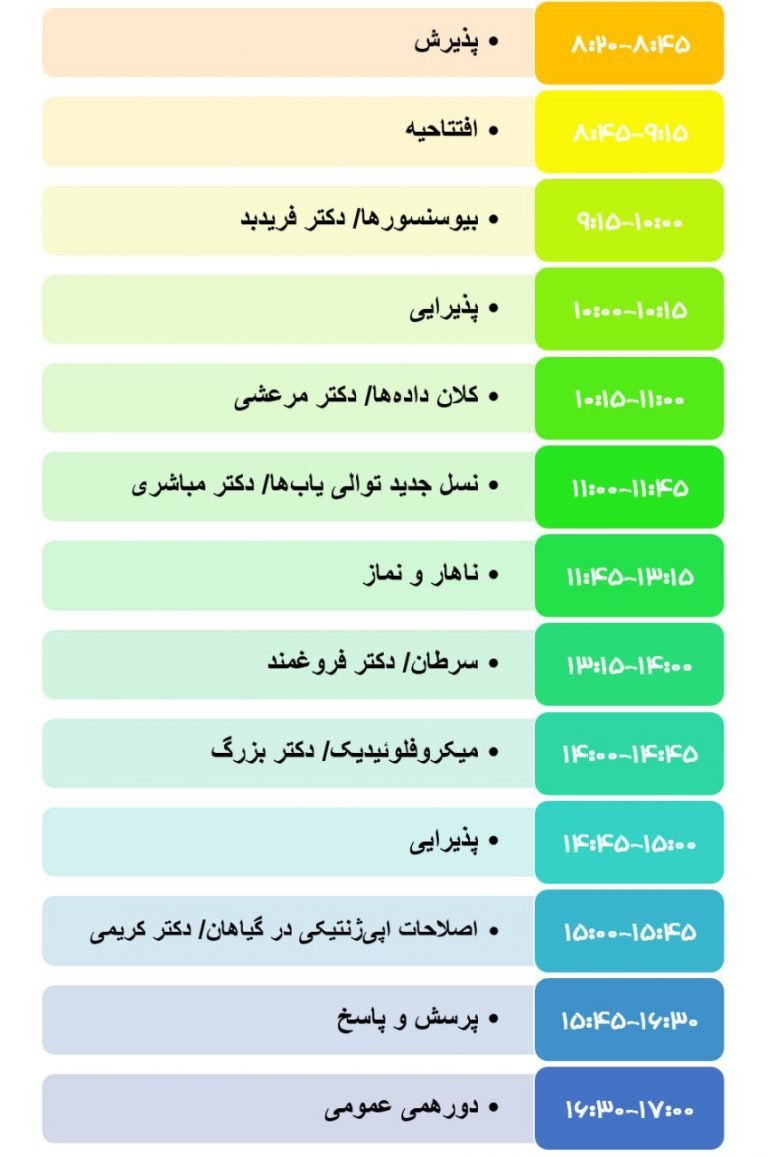 ۸:۲۰-۸:۴۵ • پذیرش
۸:۴۵-۹:۱۵ • افتتاحیه
۹:۱۵-۱۰:۰۰ • بیوسنسورها/ دکتر فریدبد
۱۰:۰۰-۱۰:۱۵ • پذیرایی
۱۰:۱۵-۱۱:۰۰ • کلان داده‌ها/ دکتر مرعشی
۱۱:۰۰-۱۱:۴۵ • نسل جدید توالی یاب‌ها/ دکتر مباشری
۱۱:۴۵-۱۳:۱۵ • ناهار و نماز
۱۳:۱۵-۱۴:۰۰ • سرطان/ دکتر فروغمند
۱۴:۰۰-۱۴:۴۵ • میکروفلوئیدیک/ دکتر بزرگ
۱۴:۴۵-۱۵:۰۰ • پذیرایی
۱۵:۰۰-۱۵:۴۵ • اصلاحات اپی‌ژنتیکی در گیاهان/ دکتر کریمی
۱۵:۴۵-۱۶:۳۰ • پرسش و پاسخ
۱۶:۳۰-۱۷:۰۰ • دورهمی عمومی